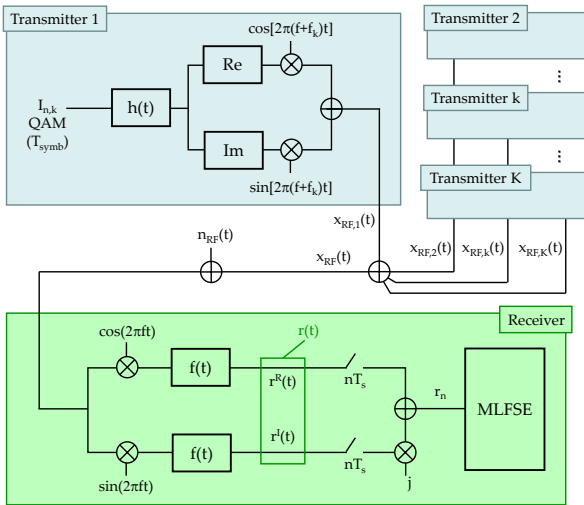 Transmitter 1
cos[2π(f+fₖ)t]
Re
Iₙ,ₖ
QAM
(Tsymb)
h(t)
Im
sin[2π(f+fₖ)t]
Transmitter 2
...
Transmitter k
...
Transmitter K
xRF,1(t)
nRF(t)
xRF(t)
xRF,2(t)
xRF,k(t)
xRF,K(t)
Receiver
cos(2πft)
r(t)
f(t)
rᴿ(t)
nTₛ
rₙ
MLFSE
f(t)
rᴵ(t)
nTₛ
sin(2πft)
j